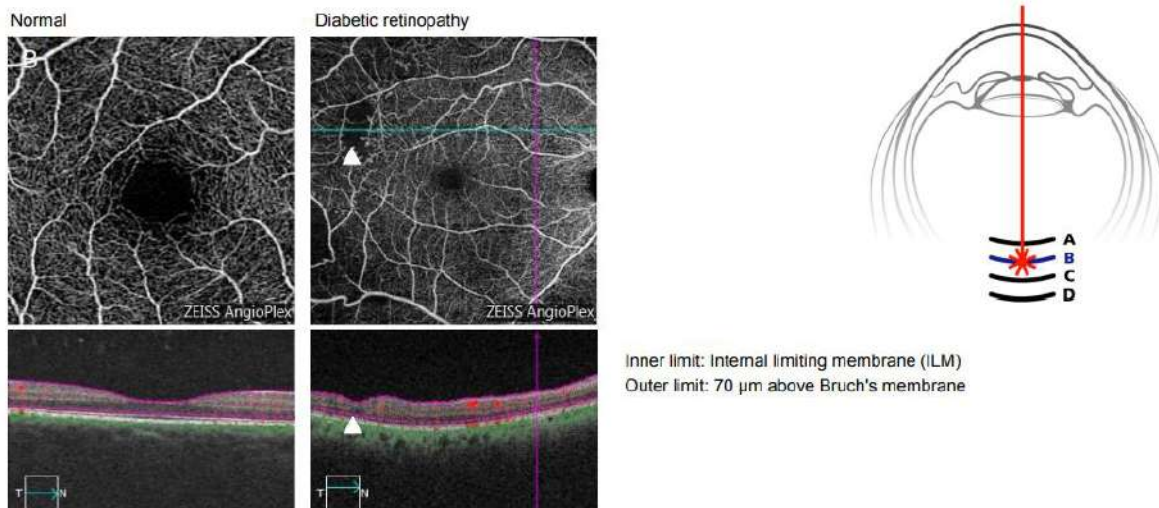 Normal
Diabetic retinopathy
B
ZEISS AngioPlex
ZEISS AngioPlex
A
B
C
D
Inner limit: Internal limiting membrane (ILM)
Outer limit: 70 µm above Bruch's membrane
T N
T N